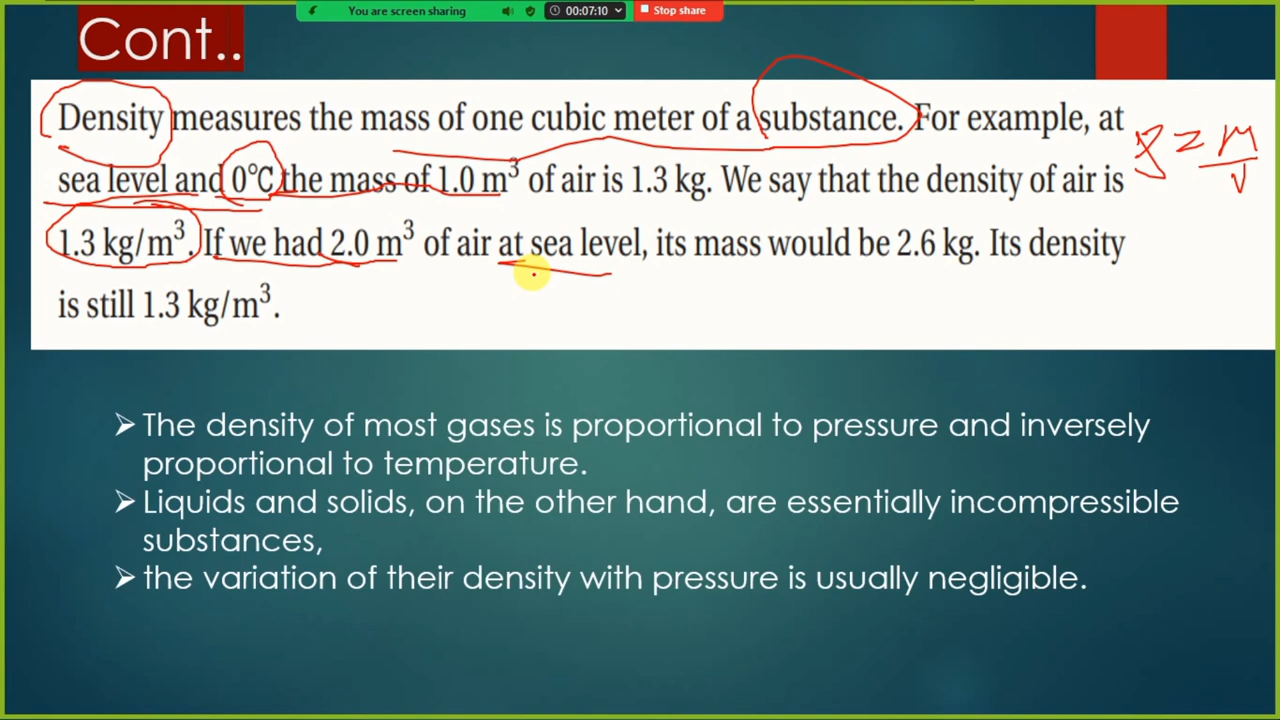 You are screen sharing
00:07:10
Stop share
Cont..
Density measures the mass of one cubic meter of a substance. For example, at
sea level and 0°C the mass of 1.0 m³ of air is 1.3 kg. We say that the density of air is
1.3 kg/m³. If we had 2.0 m³ of air at sea level, its mass would be 2.6 kg. Its density
is still 1.3 kg/m³.
ρ = m/v
➢ The density of most gases is proportional to pressure and inversely
proportional to temperature.
➢ Liquids and solids, on the other hand, are essentially incompressible
substances,
➢ the variation of their density with pressure is usually negligible.